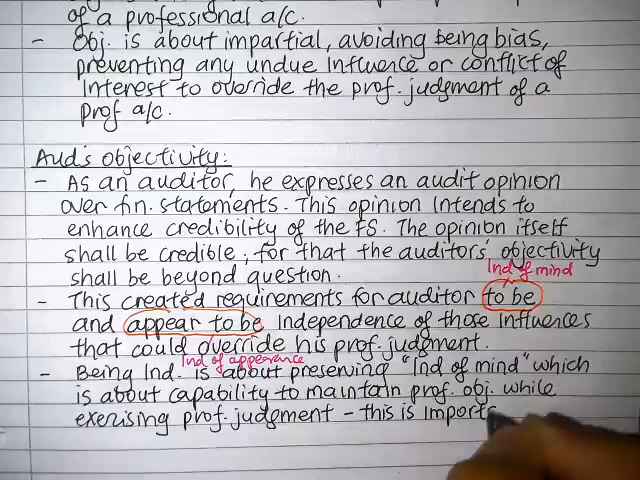 of a professional a/c.
- Obj. is about impartial, avoiding being bias,
preventing any undue influence or conflict of
interest to override the prof. judgment of a
prof a/c.
Aud's objectivity:
- As an auditor, he expresses an audit opinion
over fin. statements. This opinion intends to
enhance credibility of the FS. The opinion itself
shall be credible, for that the auditors' objectivity
shall be beyond question.
Ind of mind
- This created requirements for auditor to be
and appear to be independence of those influences
that could override his prof. judgment.
Ind of appearence
- Being Ind. is about preserving "Ind of mind" which
is about capability to maintain prof. obj. while
exerising prof. judgment - this is import